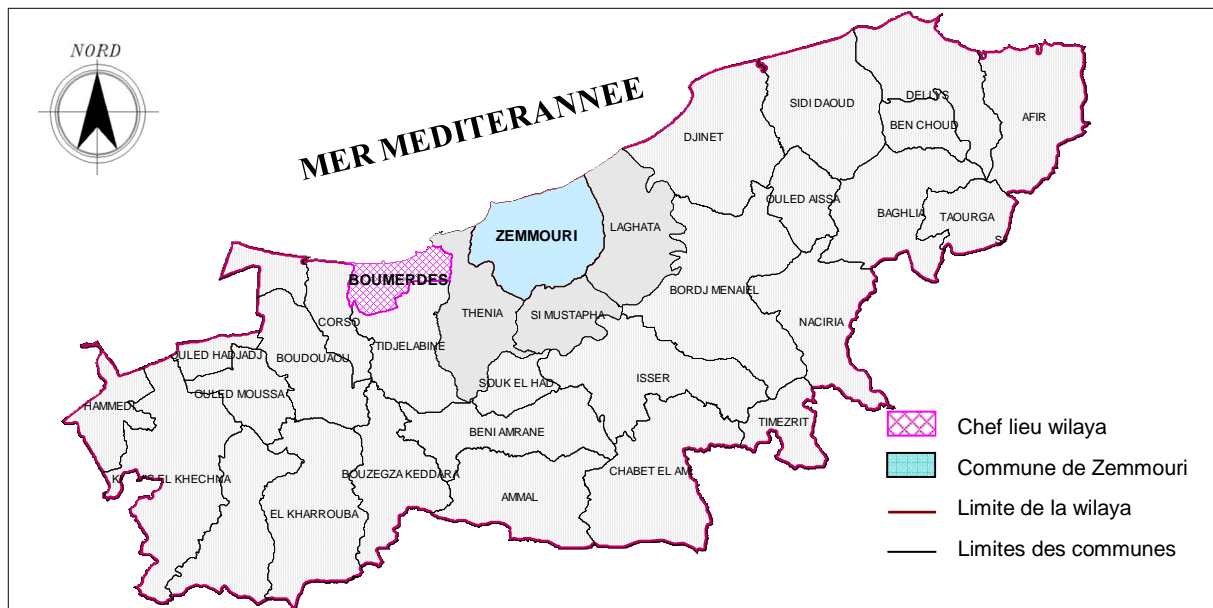 NORD
MER MEDITERANNEE
DELLYS
SIDI DAOUD
AFIR
BEN CHOUD
DJINET
OULED AISSA
BAGHLIA
TAOURGA
LAGHATA
ZEMMOURI
BOUMERDES
BORDJ MENAIEL
THENIA
SI MUSTAPHA
NACIRIA
CORSO
TIDJELABINE
ULED HADJADJ
BOUDOUAOU
ISSER
SOUK EL HAD
OULED MOUSSA
HAMMEDI
TIMEZRIT
BENI AMRANE
EL KHECHNA
BOUZEGZA KEDDARA
CHABET EL AM
AMMAL
EL KHARROUBA
Chef lieu wilaya
Commune de Zemmouri
Limite de la wilaya
Limites des communes